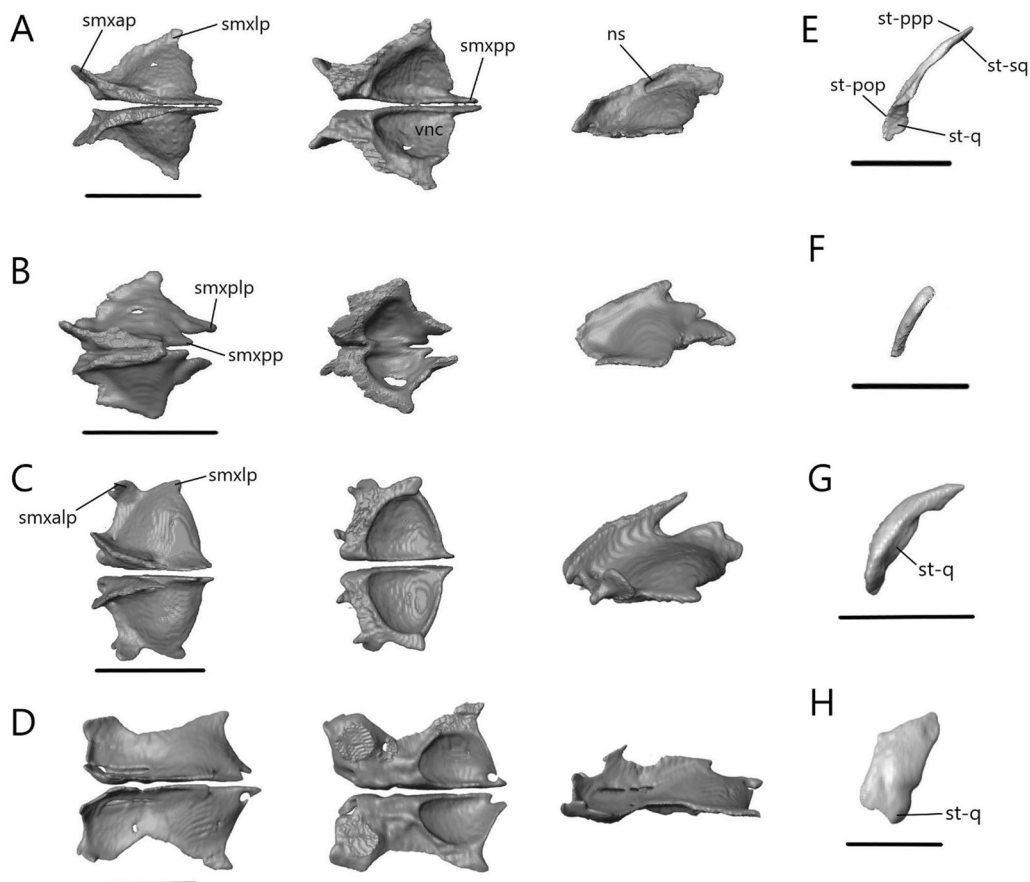 A
smxap
smxlp
smxpp
vnc
ns
E
st-ppp
st-sq
st-pop
st-q
B
smxplp
smxpp
F
C
smxlp
smxalp
G
st-q
D
H
st-q